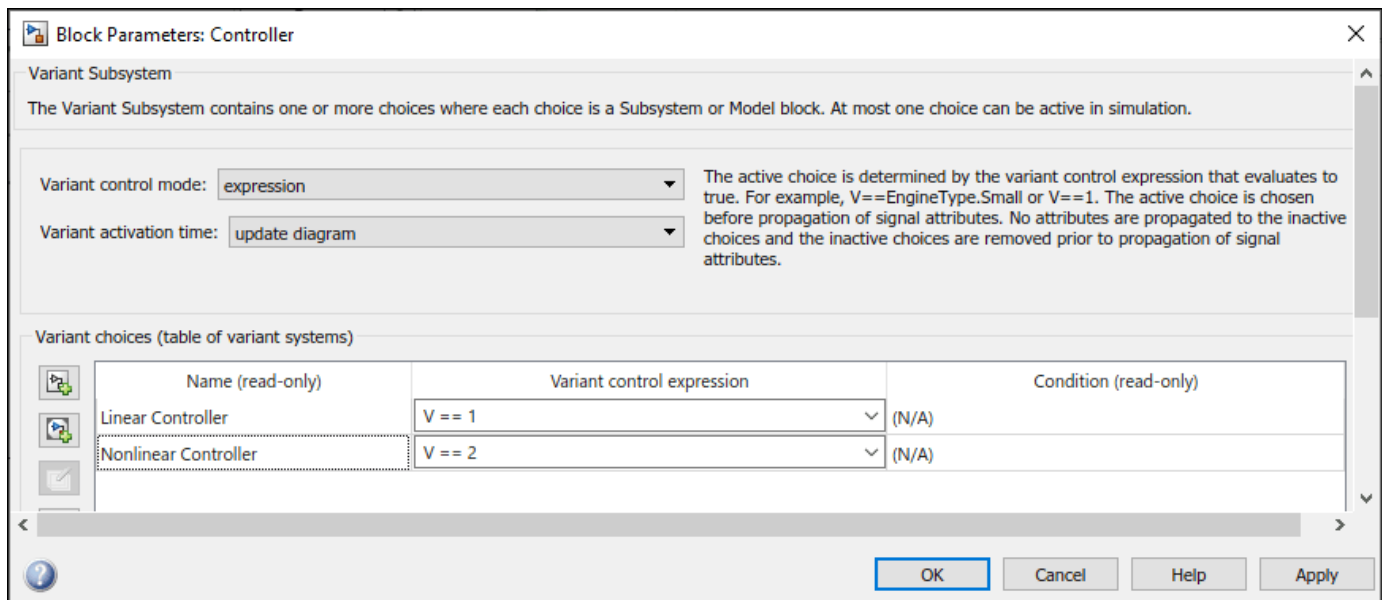 Block Parameters: Controller
Variant Subsystem
The Variant Subsystem contains one or more choices where each choice is a Subsystem or Model block. At most one choice can be active in simulation.
Variant control mode: expression
Variant activation time: update diagram
The active choice is determined by the variant control expression that evaluates to
true. For example, V==EngineType.Small or V==1. The active choice is chosen
before propagation of signal attributes. No attributes are propagated to the inactive
choices and the inactive choices are removed prior to propagation of signal
attributes.
Variant choices (table of variant systems)
Name (read-only) Variant control expression Condition (read-only)
Linear Controller V == 1 (N/A)
Nonlinear Controller V == 2 (N/A)
? OK Cancel Help Apply